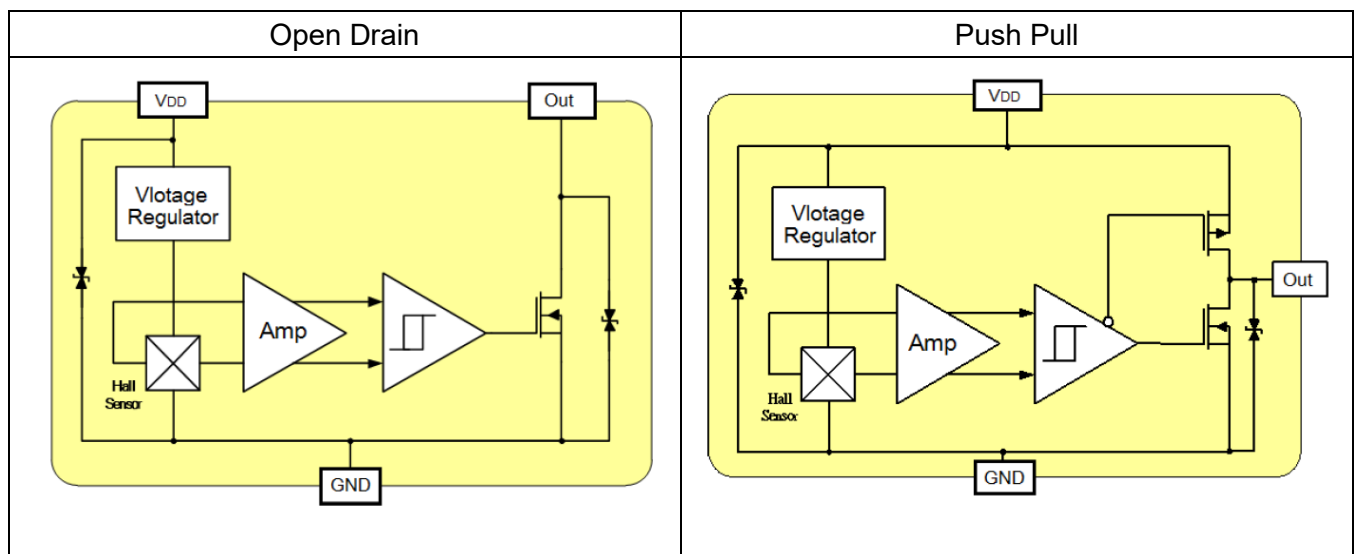 Open Drain
Push Pull
VDD
Out
Vlotage
Regulator
Amp
Hall
Sensor
GND
VDD
Vlotage
Regulator
Amp
Hall
Sensor
Out
GND